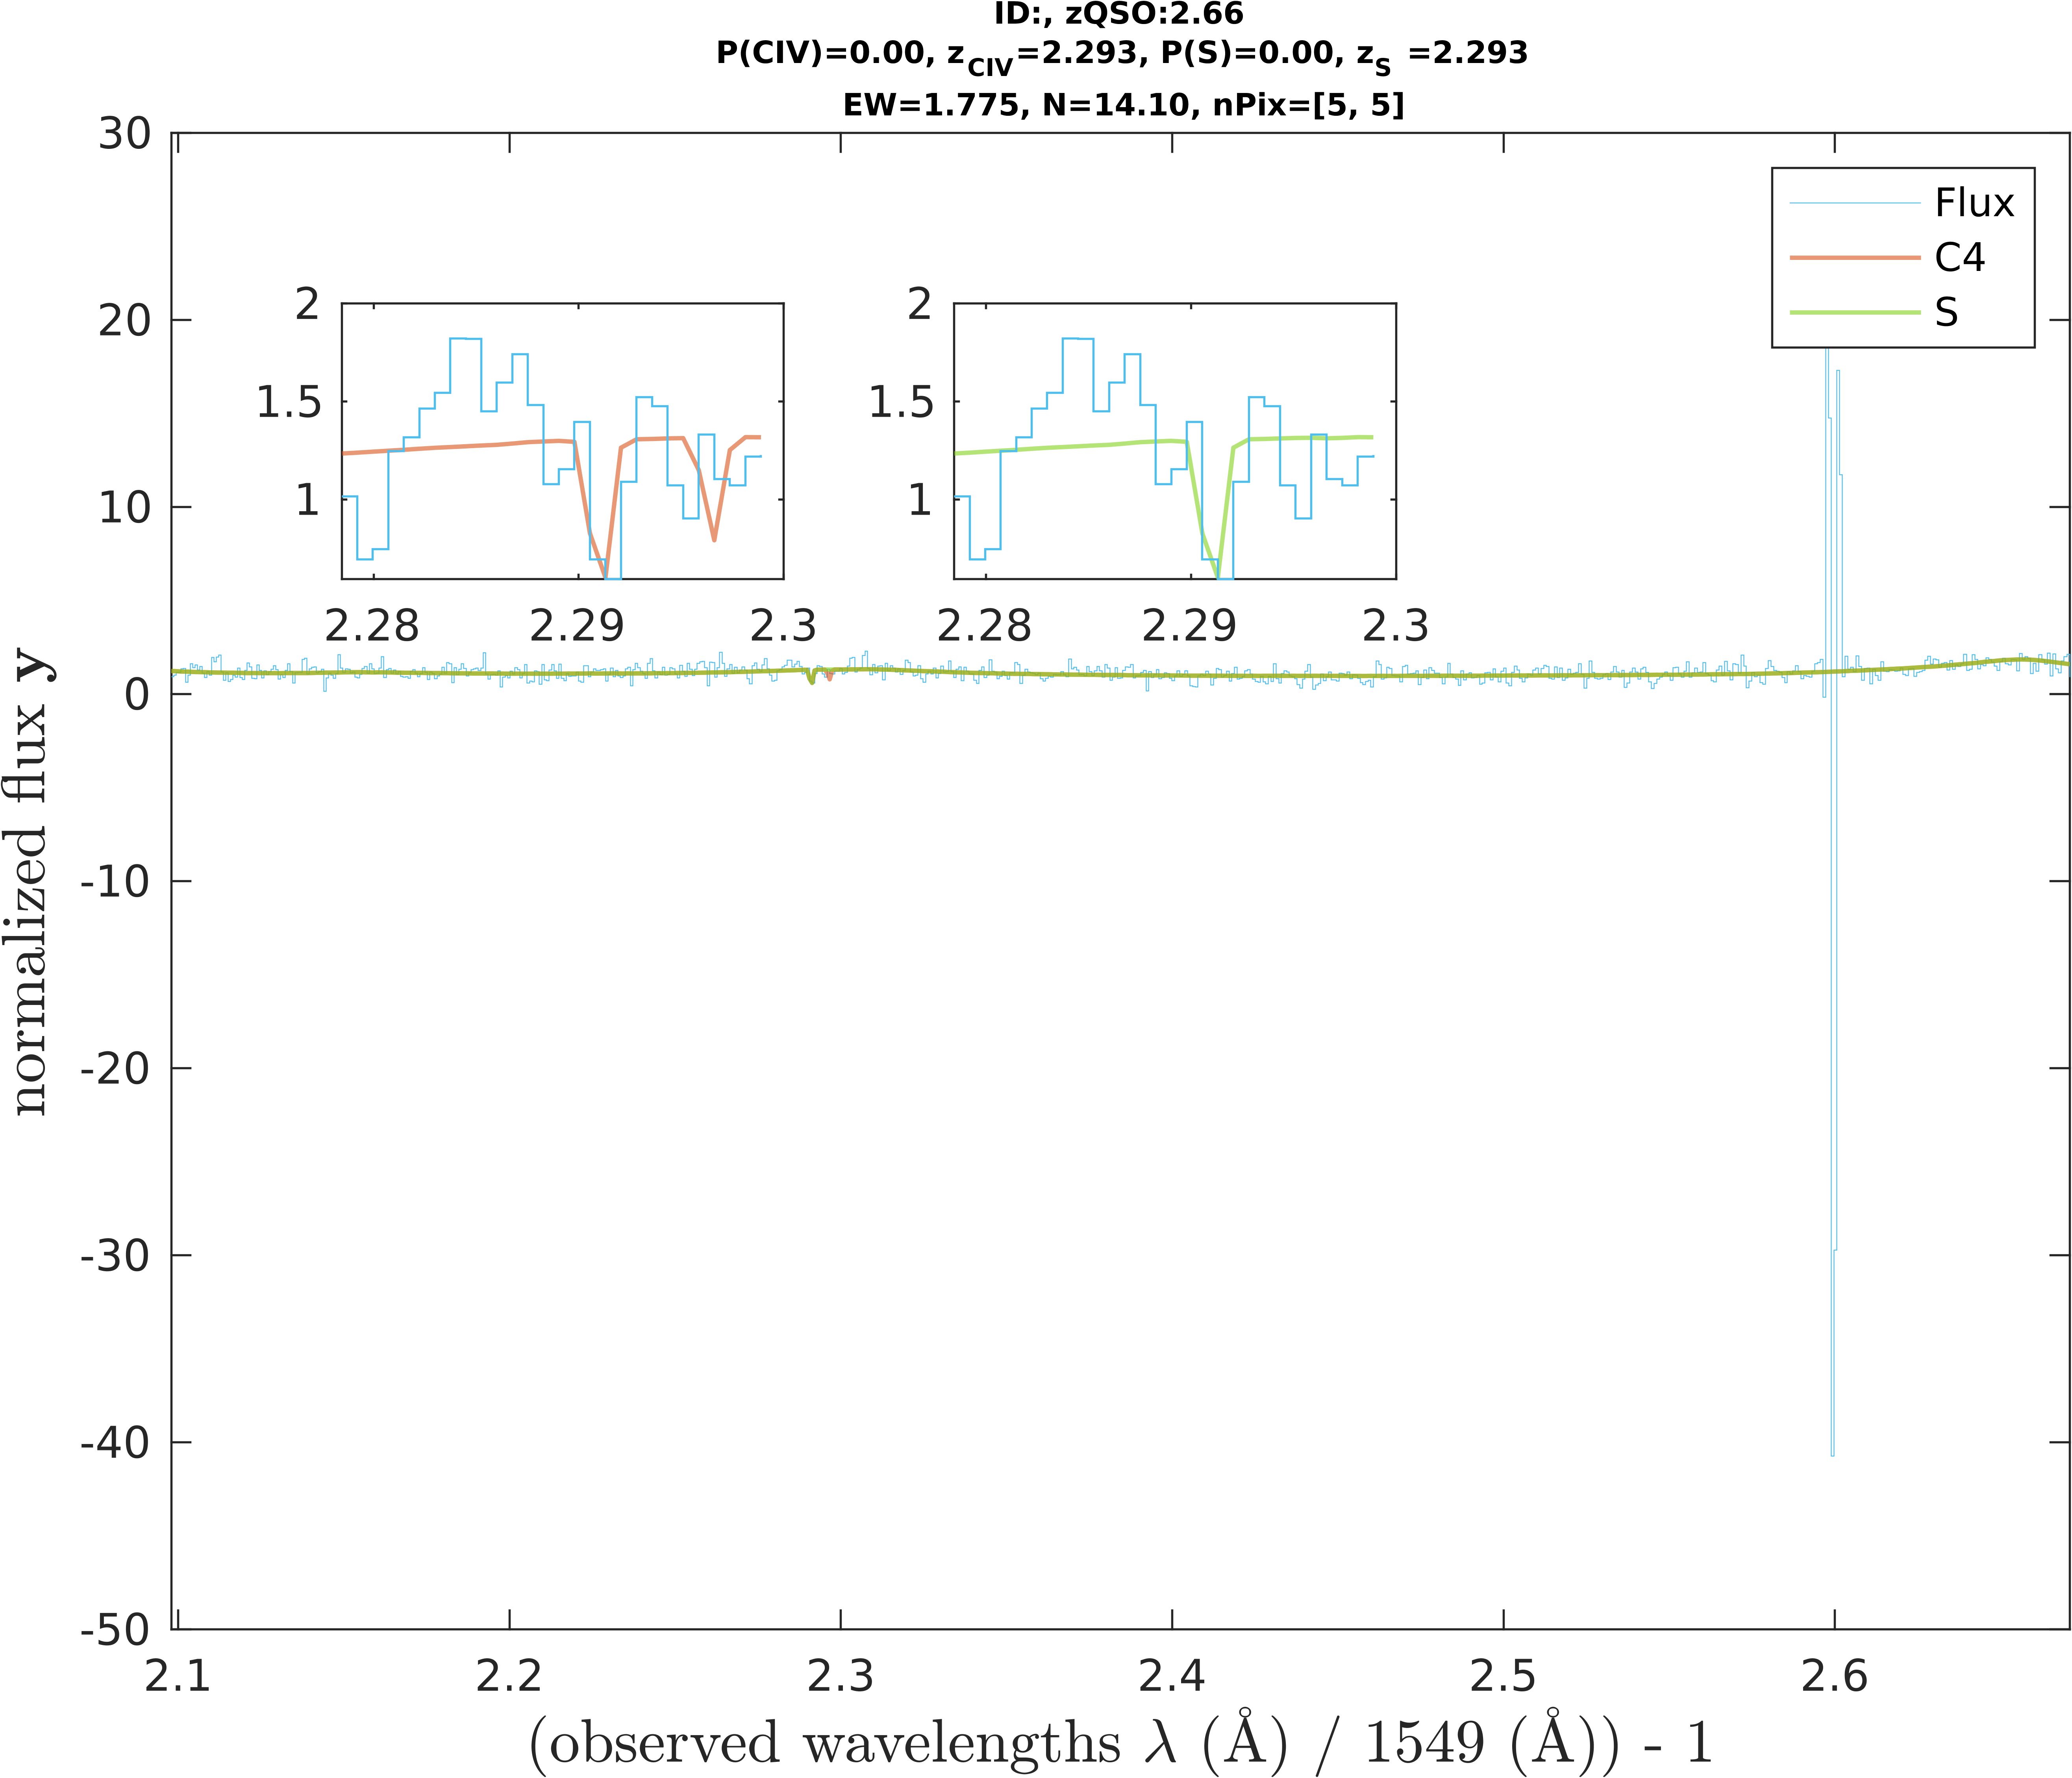 ID:, zQSO:2.66
P(CIV)=0.00, zCIV=2.293, P(S)=0.00, zS =2.293
EW=1.775, N=14.10, nPix=[5, 5]
30
20
10
0
-10
-20
-30
-40
-50
normalized flux y
Flux
C4
S
2
1.5
1
2.28 2.29 2.3
2
1.5
1
2.28 2.29 2.3
2.1 2.2 2.3 2.4 2.5 2.6
(observed wavelengths λ (Å) / 1549 (Å)) - 1